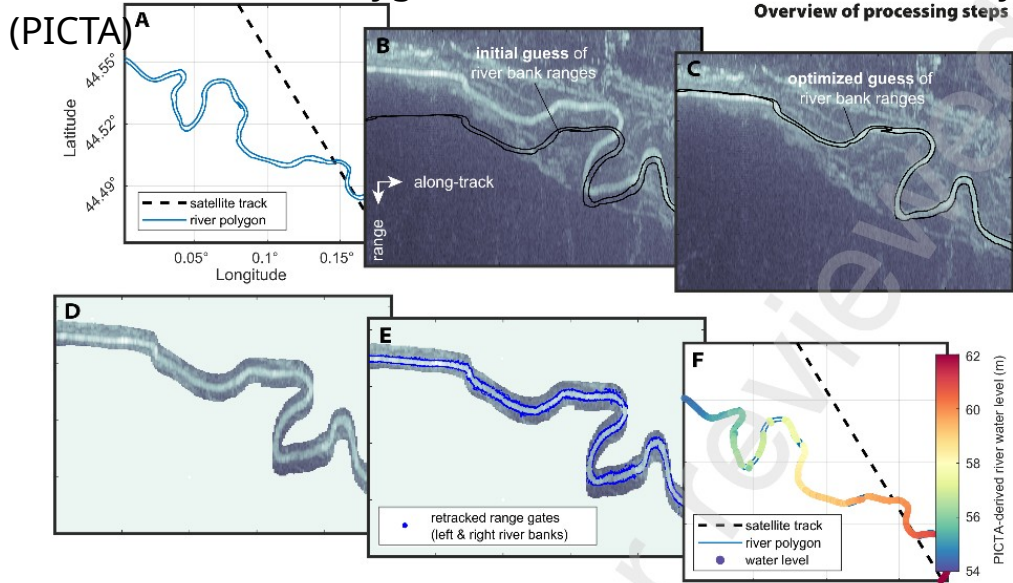 (PICTA)
Overview of processing steps
A
44.55°
44.52°
44.49°
Latitude
satellite track
river polygon
0.05°
0.1°
0.15°
Longitude
B
initial guess of
river bank ranges
along-track
range
C
optimized guess of
river bank ranges
D
E
retracked range gates
(left & right river banks)
F
satellite track
river polygon
water level
62
60
58
56
54
PICTA-derived river water level (m)
reviewed